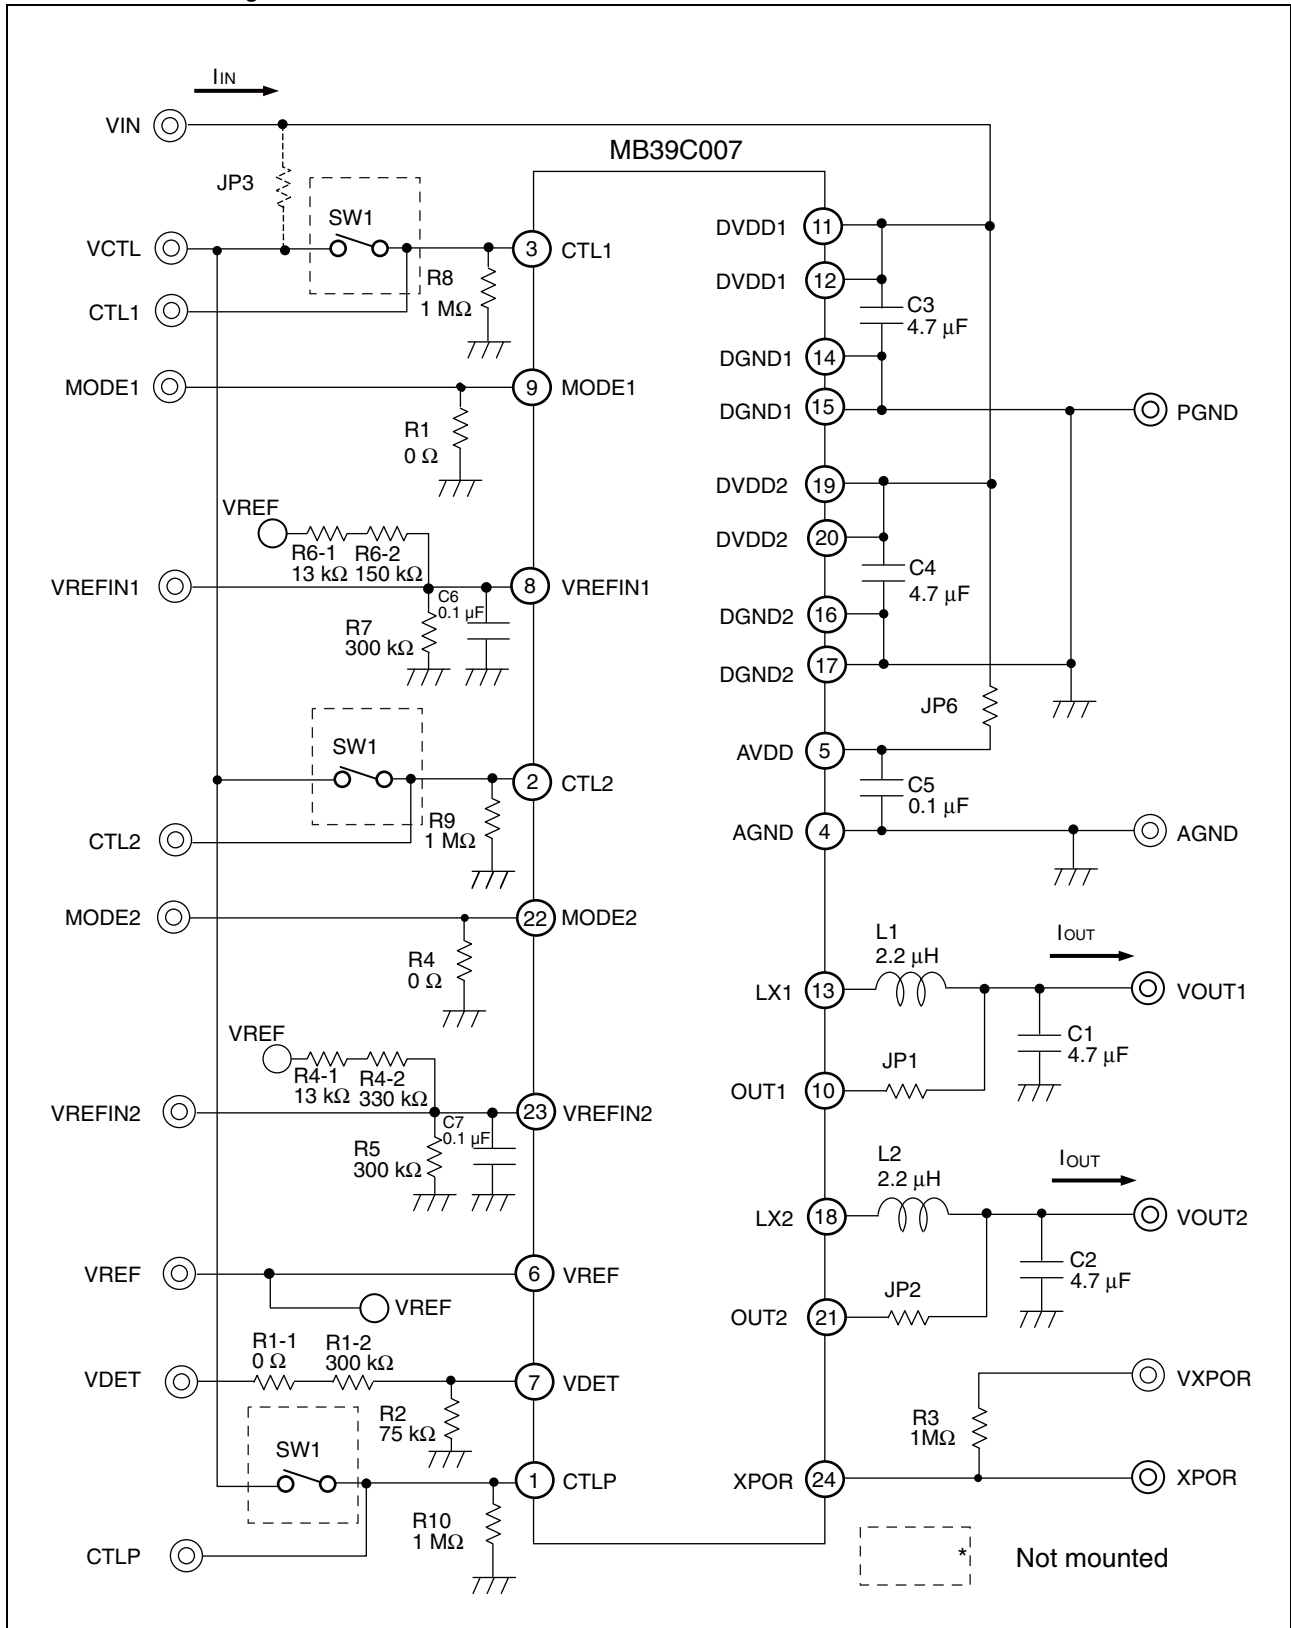 IIN
VIN
MB39C007
JP3
SW1
VCTL
3
CTL1
R8
1 MΩ
CTL1
MODE1
9
MODE1
R1
0 Ω
VREF
R6-1
13 kΩ
R6-2
150 kΩ
VREFIN1
8
VREFIN1
C6
0.1 μF
R7
300 kΩ
SW1
2
CTL2
R9
1 MΩ
CTL2
MODE2
22
MODE2
R4
0 Ω
VREF
R4-1
13 kΩ
R4-2
330 kΩ
VREFIN2
23
VREFIN2
C7
0.1 μF
R5
300 kΩ
VREF
6
VREF
VREF
R1-1
0 Ω
R1-2
300 kΩ
VDET
7
VDET
R2
75 kΩ
SW1
1
CTLP
R10
1 MΩ
CTLP
DVDD1
11
DVDD1
12
C3
4.7 μF
DGND1
14
DGND1
15
PGND
DVDD2
19
DVDD2
20
C4
4.7 μF
DGND2
16
DGND2
17
JP6
AVDD
5
C5
0.1 μF
AGND
4
AGND
L1
2.2 μH
IOUT
LX1
13
VOUT1
C1
4.7 μF
JP1
OUT1
10
L2
2.2 μH
IOUT
LX2
18
VOUT2
C2
4.7 μF
JP2
OUT2
21
VXPOR
R3
1MΩ
XPOR
24
XPOR
*
Not mounted